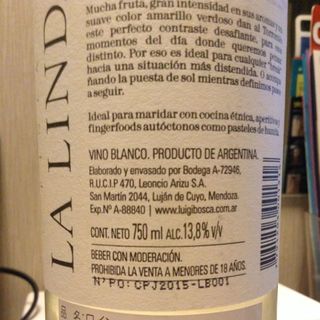 LA LINDA
Mucha fruta, gran intensidad en sus aromas y un
suave color amarillo verdoso dan al Torrontés
este perfecto contraste desafiante, para
momentos del día donde queremos
distinto. Por eso es ideal para cualquier
hacia una situación más distendida. O
ñando la puesta de sol mientras definimos pasos
a seguir.
Ideal para maridar con cocina étnica, aperitivos y
fingerfoods autóctonos como pasteles de humita.
VINO BLANCO. PRODUCTO DE ARGENTINA.
Elaborado y envasado por Bodega A-72946,
R.U.C.I.P 470, Leoncio Arizu S.A.
San Martín 2044, Luján de Cuyo, Mendoza.
Exp.Nº A-88840 | www.luigibosca.com.ar
CONT. NETO 750 ml ALC.13,8% v/v
BEBER CON MODERACIÓN.
PROHIBIDA LA VENTA A MENORES DE 18 AÑOS.
N°PO: CPJ2015-LB001